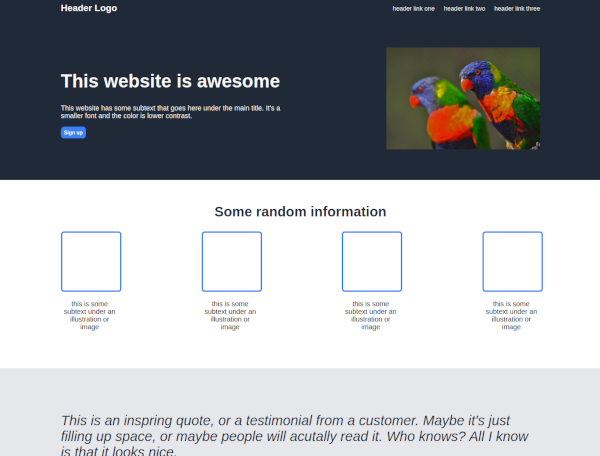 Header Logo
header link one header link two header link three
This website is awesome
This website has some subtext that goes here under the main title. It's a
smaller font and the color is lower contrast.
Sign up
Some random information
this is some
subtext under an
illustration or
image
this is some
subtext under an
illustration or
image
this is some
subtext under an
illustration or
image
this is some
subtext under an
illustration or
image
This is an inspring quote, or a testimonial from a customer. Maybe it's just
filling up space, or maybe people will acutally read it. Who knows? All I know
is that it looks nice.